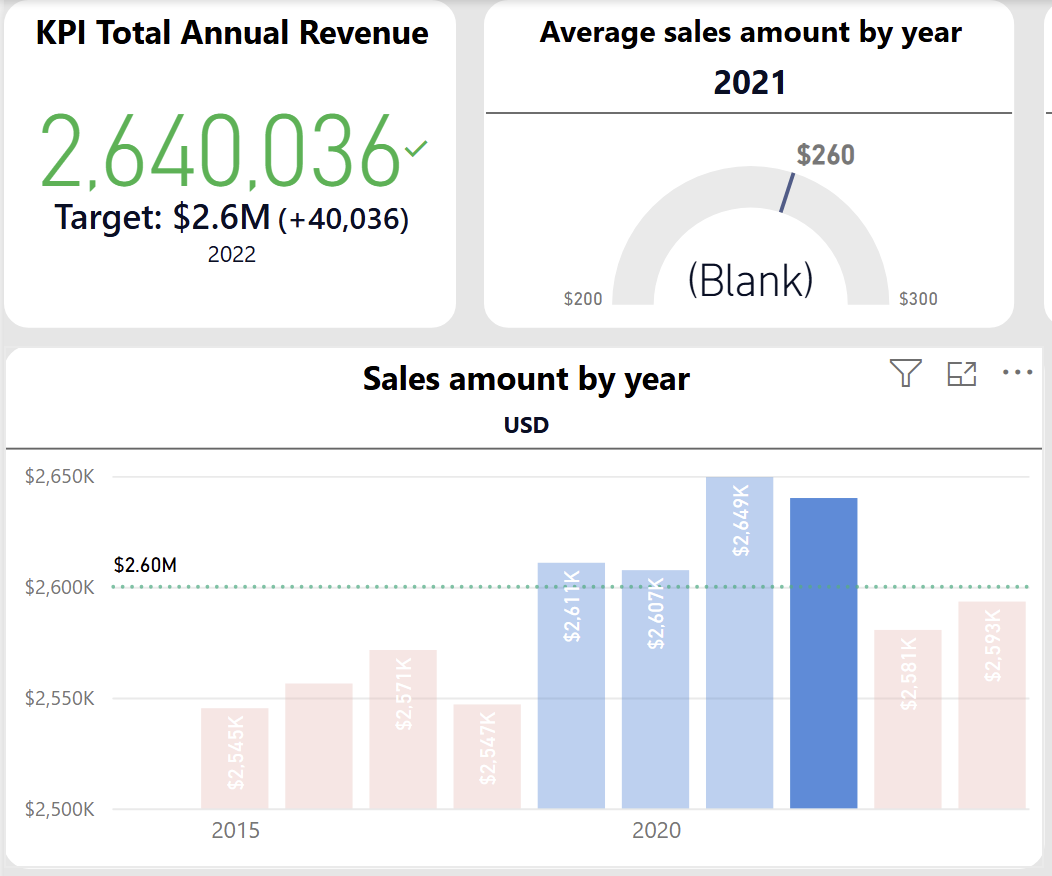 KPI Total Annual Revenue
2,640,036
Target: $2.6M (+40,036)
2022
Average sales amount by year
2021
$260
(Blank)
$200
$300
Sales amount by year
USD
$2,650K
$2.60M
$2,600K
$2,550K
$2,500K
$2,545K
$2,571K
$2,547K
$2,611K
$2,607K
$2,649K
$2,581K
$2,593K
2015
2020